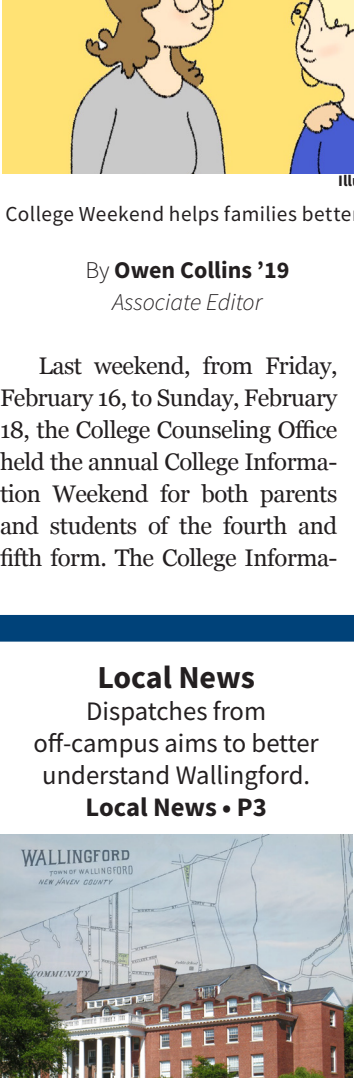 College Weekend helps families
By Owen Collins ’19
Associate Editor
Last weekend, from Friday,
February 16, to Sunday, February
18, the College Counseling Office
held the annual College Informa-
tion Weekend for both parents
and students of the fourth and
fifth form. The College Informa-
Local News
Dispatches from
off-campus aims to better
understand Wallingford.
Local News • P3
WALLINGFORD
TOWN OF WALLINGFORD
NEW HAVEN COUNTY
COMMUNITY